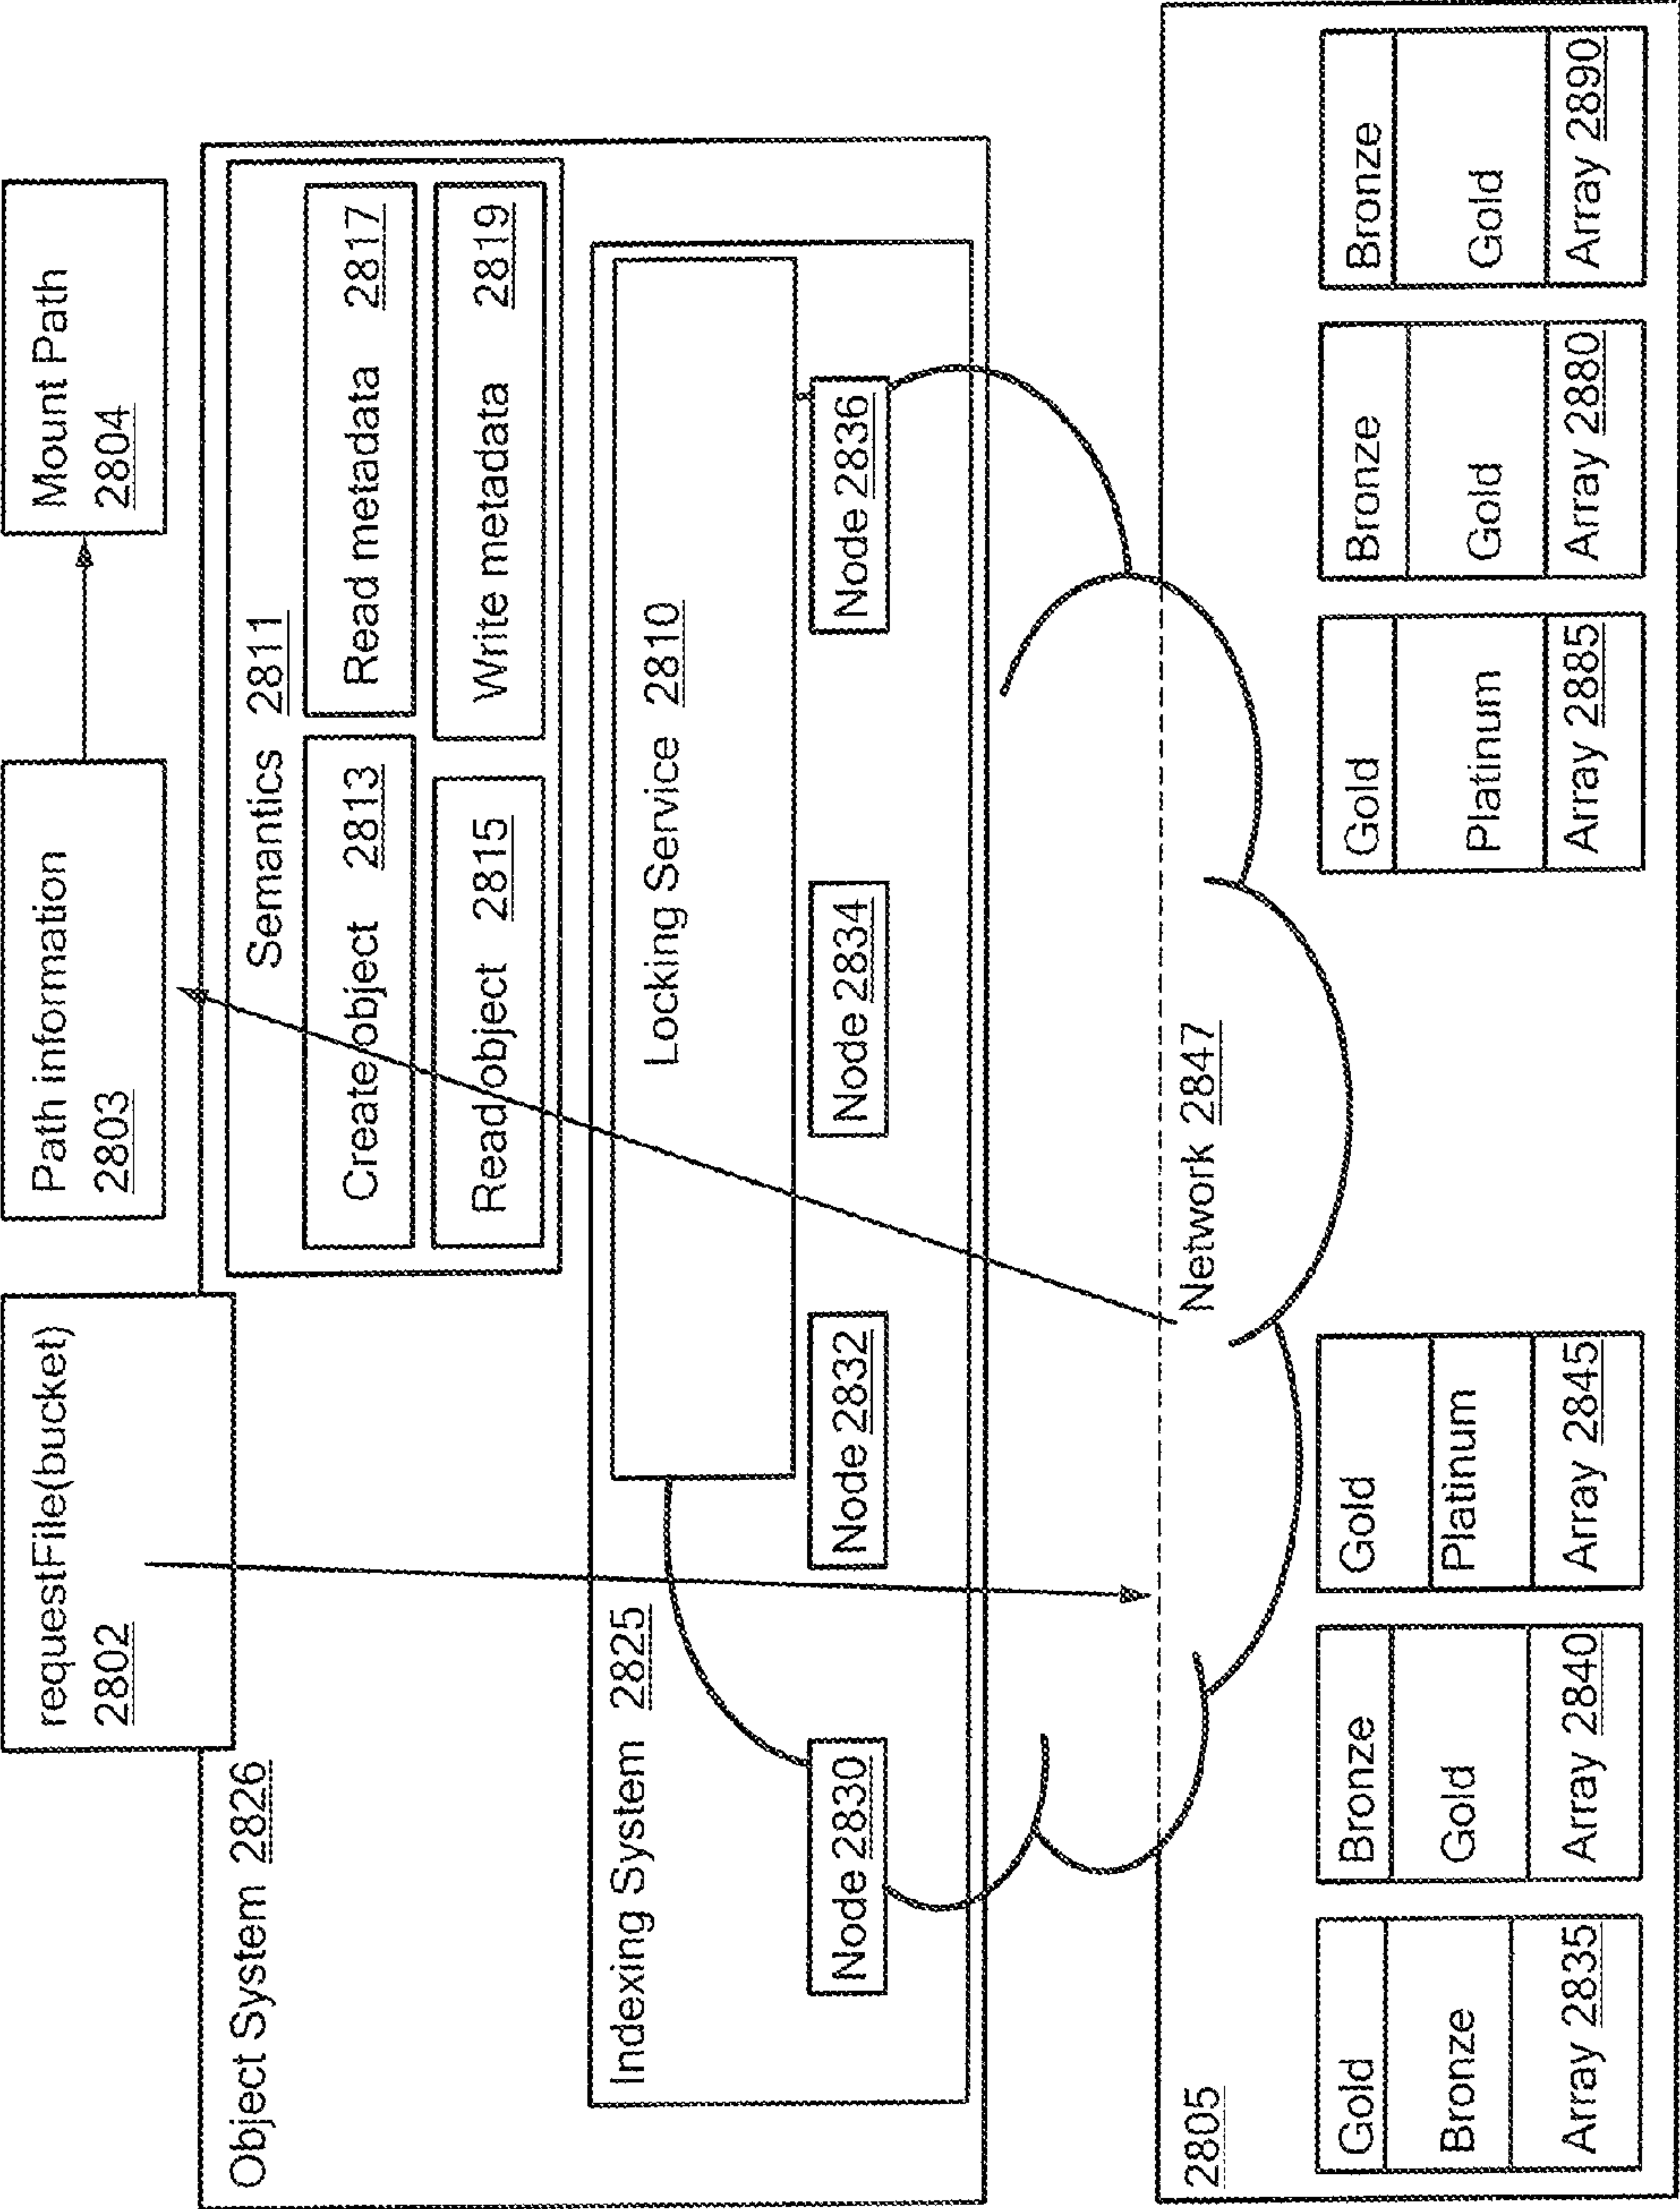 requestFile(bucket)
2802
Path information
2803
Mount Path
2804
Object System 2826
Semantics 2811
Create object 2813
Read metadata 2817
Read object 2815
Write metadata 2819
Indexing System 2825
Locking Service 2810
Node 2830
Node 2832
Node 2834
Node 2836
2805
Network 2847
Gold
Bronze
Array 2835
Bronze
Gold
Array 2840
Gold
Platinum
Array 2845
Gold
Platinum
Array 2885
Bronze
Gold
Array 2880
Bronze
Gold
Array 2890